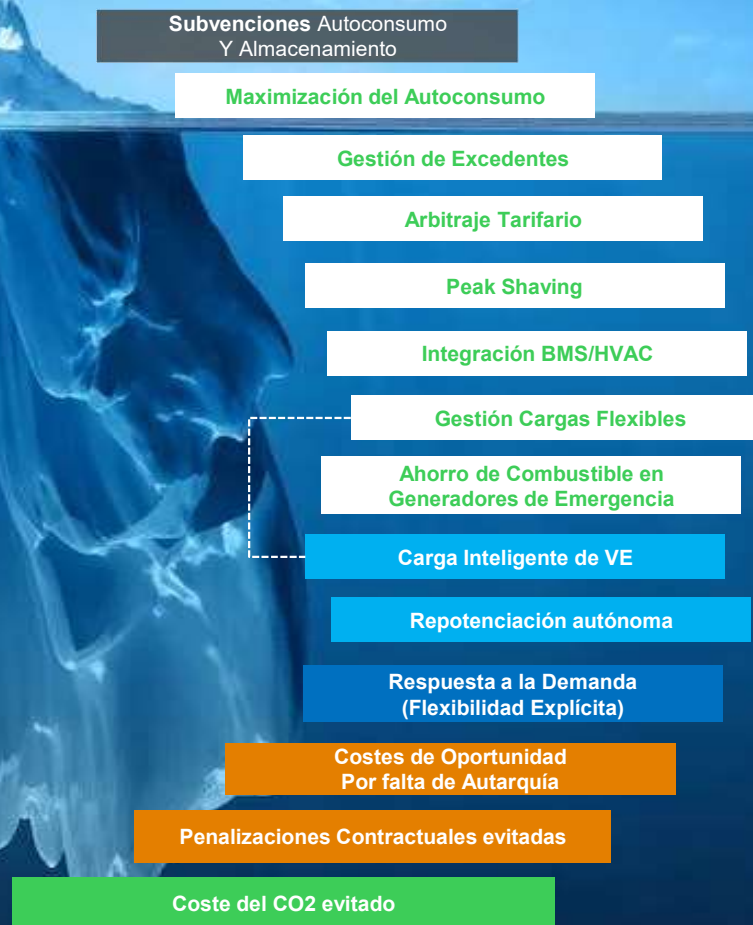 Subvenciones Autoconsumo
Y Almacenamiento
Maximización del Autoconsumo
Gestión de Excedentes
Arbitraje Tarifario
Peak Shaving
Integración BMS/HVAC
Gestión Cargas Flexibles
Ahorro de Combustible en
Generadores de Emergencia
Carga Inteligente de VE
Repotenciación autónoma
Respuesta a la Demanda
(Flexibilidad Explícita)
Costes de Oportunidad
Por falta de Autarquía
Penalizaciones Contractuales evitadas
Coste del CO2 evitado